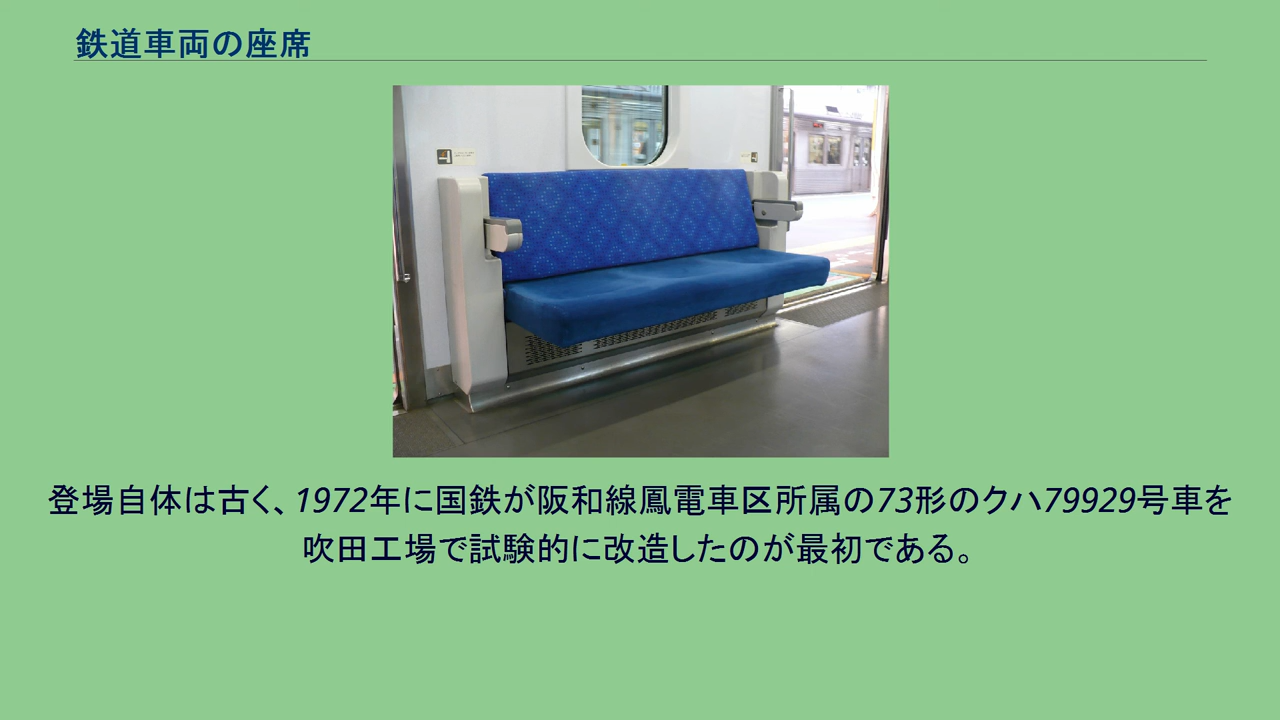 鉄道車両の座席
登場自体は古く、1972年に国鉄が阪和線鳳電車区所属の73形のクハ79929号車を
吹田工場で試験的に改造したのが最初である。